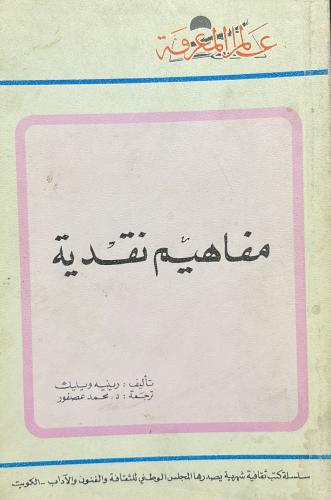 عالم المعرفة
مفاهيم نقدية
تأليف: رينيه ويليك
ترجمة: د. محمد عصفور
سلسلة كتب ثقافية شهرية يصدرها المجلس الوطني للثقافة والفنون والآداب - الكويت